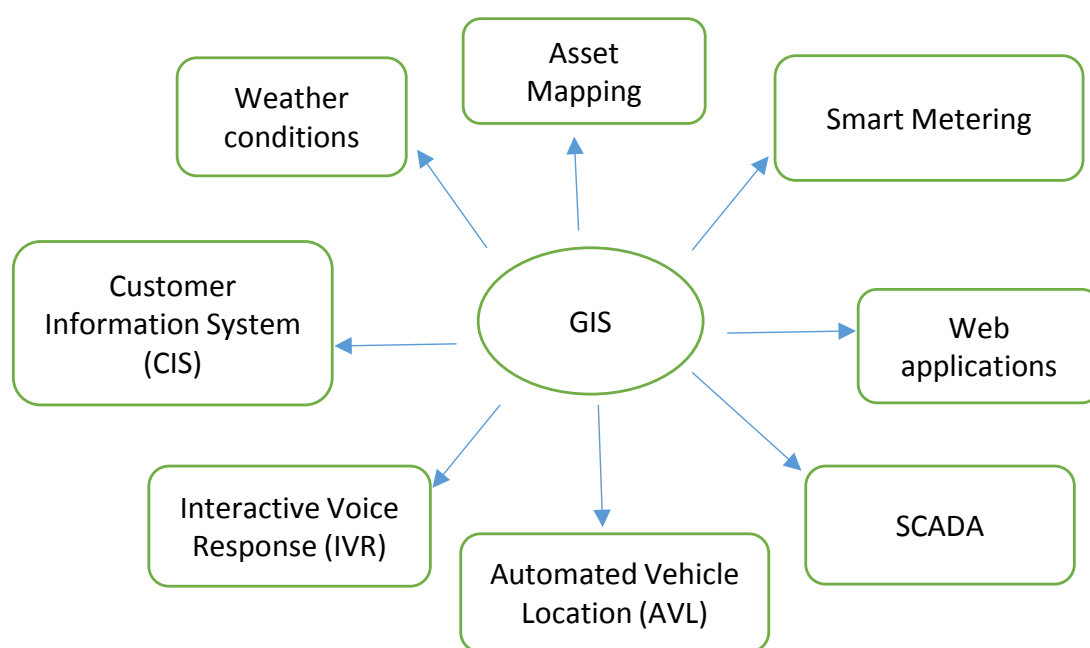 Asset
Mapping
Weather
conditions
Smart Metering
Customer
Information System
(CIS)
GIS
Web
applications
Interactive Voice
Response (IVR)
SCADA
Automated Vehicle
Location (AVL)